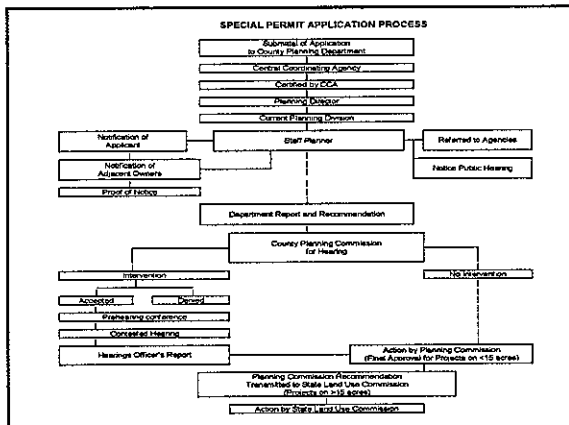 SPECIAL PERMIT APPLICATION PROCESS
Submittal of Application
to County Planning Department
Central Coordinating Agency
Certified by CCA
Planning Director
Current Planning Division
Notification of
Applicant
Staff Planner
Referred to Agencies
Notification of
Adjacent Owners
Notice Public Hearing
Proof of Notice
Department Report and Recommendation
County Planning Commission
for Hearing
Intervention
No Intervention
Accepted
Denied
Prehearing conference
Contested Hearing
Hearings Officer's Report
Action by Planning Commission
(Final Approval for Projects on <15 acres)
Planning Commission Recommendation
Transmitted to State Land Use Commission
(Projects on >15 acres)
Action by State Land Use Commission